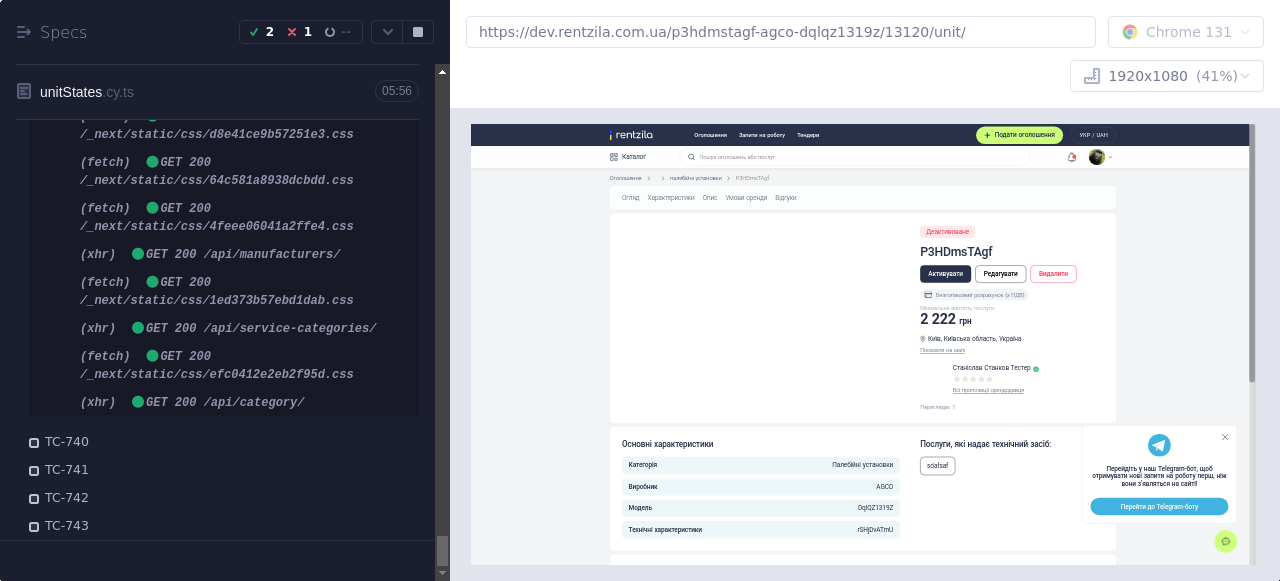 Specs
2
1
--
unitStates.cy.ts
05:56
/_next/static/css/d8e41ce9b57251e3.css
(fetch) GET 200
/_next/static/css/64c581a8938dcbdd.css
(fetch) GET 200
/_next/static/css/4feee06041a2ffe4.css
(xhr) GET 200 /api/manufacturers/
(fetch) GET 200
/_next/static/css/1ed373b57ebd1dab.css
(xhr) GET 200 /api/service-categories/
(fetch) GET 200
/_next/static/css/efc0412e2eb2f95d.css
(xhr) GET 200 /api/category/
TC-740
TC-741
TC-742
TC-743
https://dev.rentzila.com.ua/p3hdmstagf-agco-dqlqz1319z/13120/unit/
Chrome 131
1920x1080 (41%)
rentzila
Оголошення Запити на роботу Тендери
+ Подати оголошення
УКР / UAH
Каталог
Пошук оголошень або послуг
Оголошення > > палебійні установки > P3HDmsTAgf
Огляд Характеристики Опис Умови оренди Відгуки
Деактивоване
P3HDmsTAgf
Активувати Редагувати Видалити
Безготівковий розрахунок (з ПДВ)
Мінімальна вартість послуги
2 222 грн
Київ, Київська область, Україна
Показати на мапі
Станіслав Станков Тестер
Всі пропозиції орендодавця
Переглядів: 1
Основні характеристики
Категорія Палебійні установки
Виробник AGCO
Модель DqlQZ1319Z
Технічні характеристики rSHjDvATmU
Послуги, які надає технічний засіб:
sdafsaf
Перейдіть у наш Telegram-бот, щоб
отримувати нові запити на роботу перш, ніж
вони з'являться на сайті!
Перейти до Telegram-боту